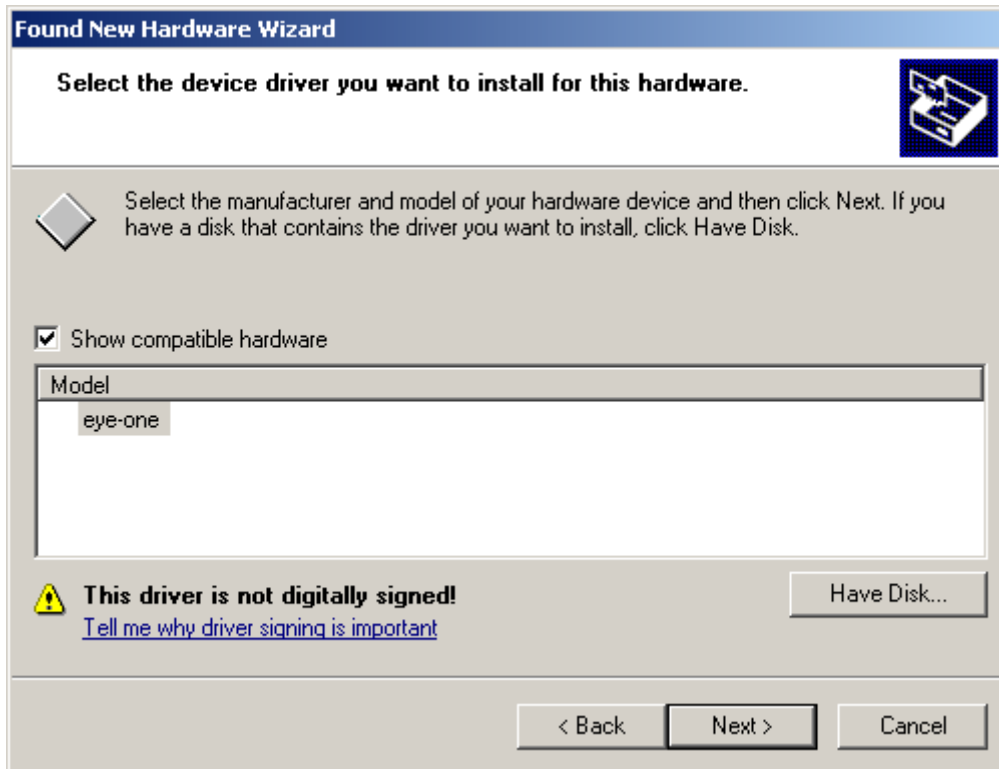 Found New Hardware Wizard
Select the device driver you want to install for this hardware.
Select the manufacturer and model of your hardware device and then click Next. If you
have a disk that contains the driver you want to install, click Have Disk.
Show compatible hardware
Model
eye-one
This driver is not digitally signed!
Have Disk...
Tell me why driver signing is important
< Back
Next >
Cancel